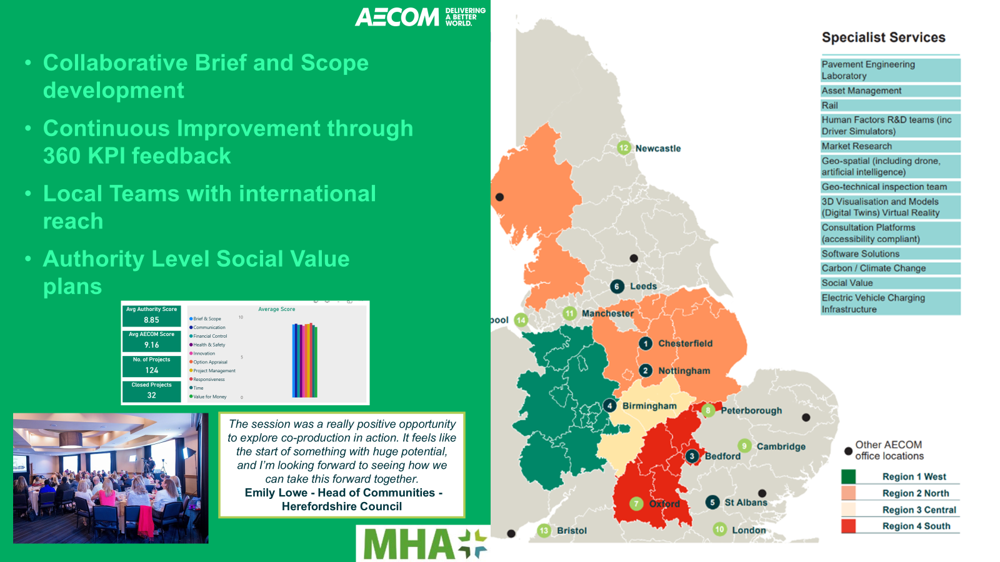 AECOM
DELIVERING
A BETTER
WORLD.
• Collaborative Brief and Scope
development
• Continuous Improvement through
360 KPI feedback
• Local Teams with international
reach
• Authority Level Social Value
plans
Avg Authority Score
8.85
Avg AECOM Score
9.16
No. of Projects
124
Closed Projects
32
Average Score
Brief & Scope
Communication
Financial Control
Health & Safety
Innovation
Option Appraisal
Project Management
Responsiveness
Time
Value for Money
10
5
0
The session was a really positive opportunity
to explore co-production in action. It feels like
the start of something with huge potential,
and I'm looking forward to seeing how we
can take this forward together.
Emily Lowe - Head of Communities -
Herefordshire Council
MHA
12 Newcastle
6 Leeds
11 Manchester
pool 14
1 Chesterfield
2 Nottingham
4 Birmingham
8 Peterborough
9 Cambridge
3 Bedford
7 Oxford
5 St Albans
13 Bristol
10 London
Specialist Services
Pavement Engineering
Laboratory
Asset Management
Rail
Human Factors R&D teams (inc
Driver Simulators)
Market Research
Geo-spatial (including drone,
artificial intelligence)
Geo-technical inspection team
3D Visualisation and Models
(Digital Twins) Virtual Reality
Consultation Platforms
(accessibility compliant)
Software Solutions
Carbon / Climate Change
Social Value
Electric Vehicle Charging
Infrastructure
Other AECOM
office locations
Region 1 West
Region 2 North
Region 3 Central
Region 4 South